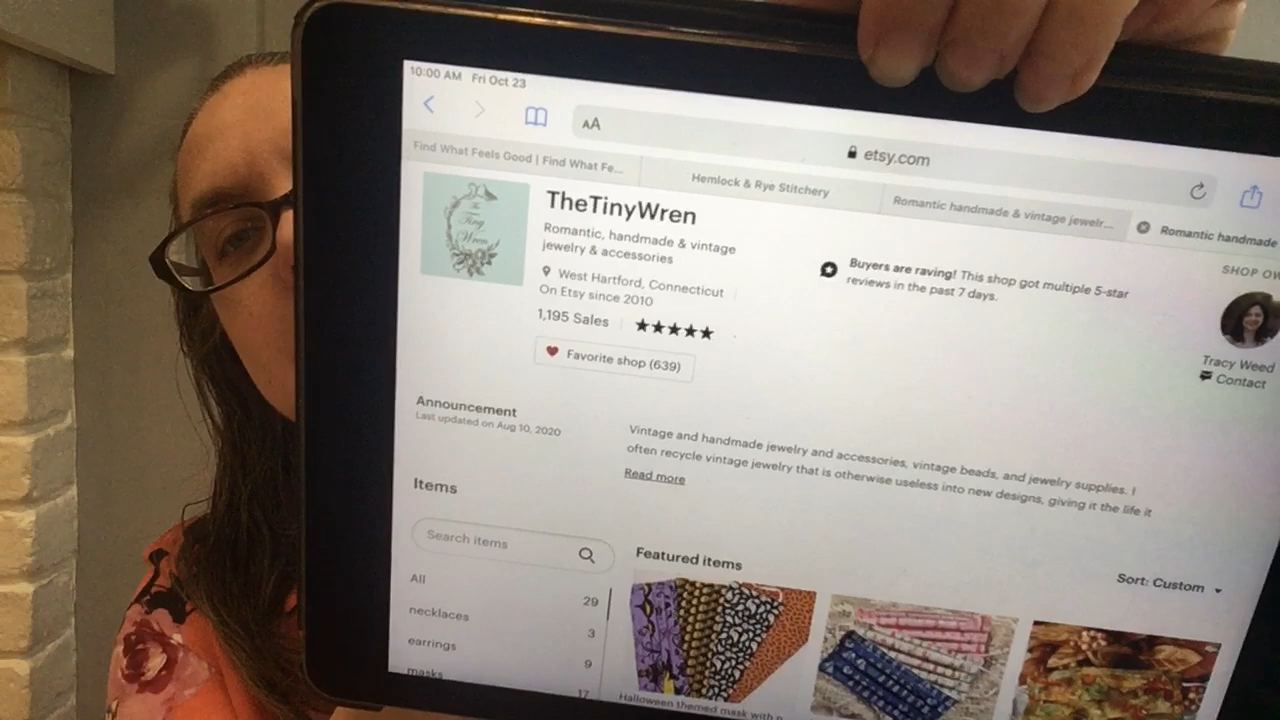 10:00 AM Fri Oct 23
AA
etsy.com
Find What Feels Good | Find What Fe...
Hemlock & Rye Stitchery
Romantic handmade & vintage jewelr...
Romantic handmade
The
Tiny
Wren
TheTinyWren
Romantic, handmade & vintage
jewelry & accessories
West Hartford, Connecticut
On Etsy since 2010
1,195 Sales
Favorite shop (639)
Buyers are raving! This shop got multiple 5-star
reviews in the past 7 days.
SHOP OW
Tracy Weed
Contact
Announcement
Last updated on Aug 10, 2020
Vintage and handmade jewelry and accessories, vintage beads, and jewelry supplies. I
often recycle vintage jewelry that is otherwise useless into new designs, giving it the life it
Read more
Items
Search items
All 29
necklaces 3
earrings 9
masks 17
Featured items
Sort: Custom
Halloween themed mask with n